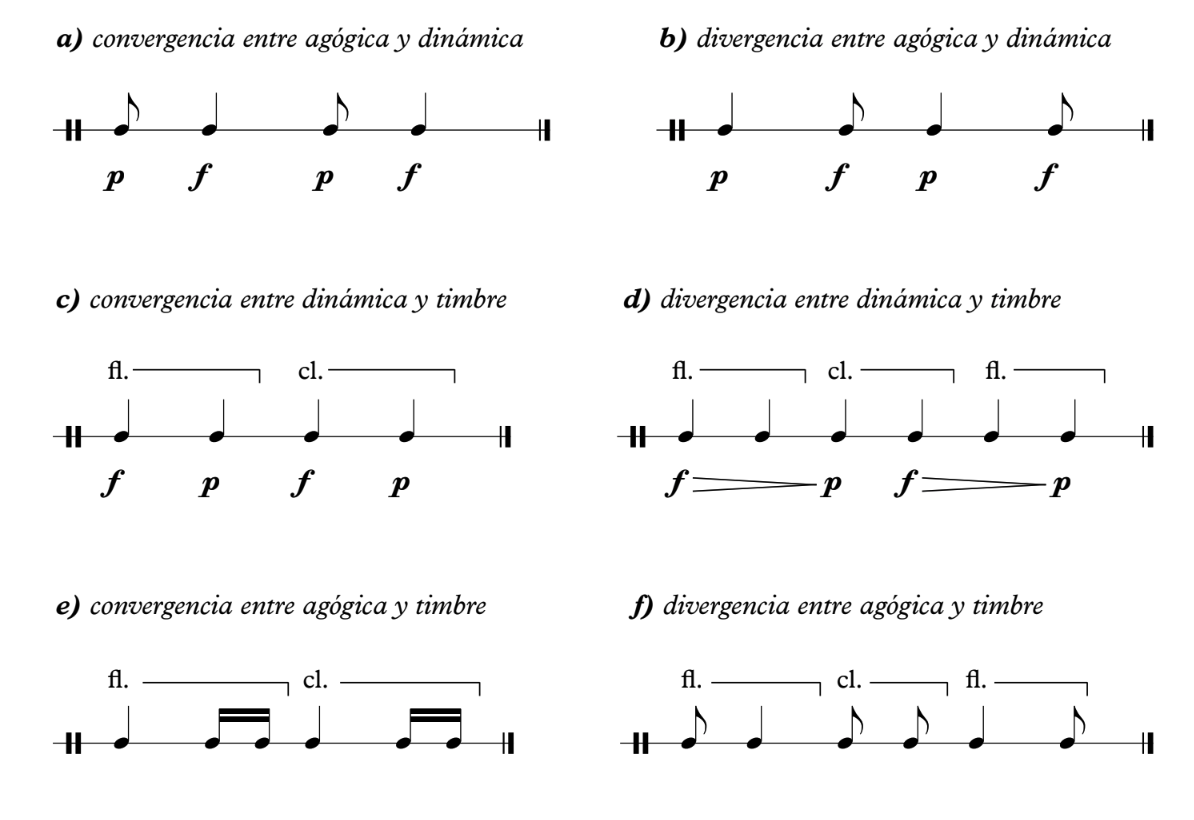 a) convergencia entre agógica y dinámica
b) divergencia entre agógica y dinámica
p f p f
p f p f
c) convergencia entre dinámica y timbre
d) divergencia entre dinámica y timbre
fl. cl.
fl. cl. fl.
f p f p
f p f p
e) convergencia entre agógica y timbre
f) divergencia entre agógica y timbre
fl. cl.
fl. cl. fl.